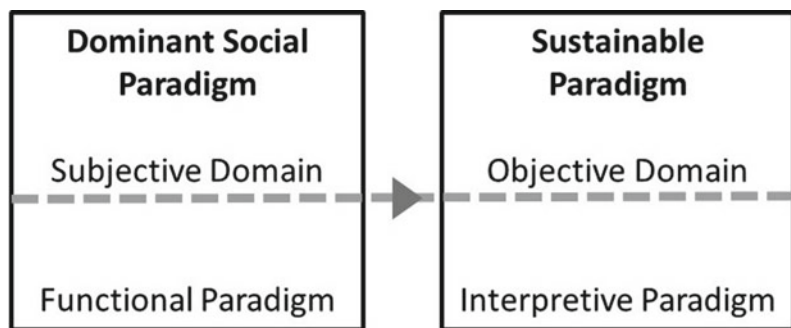 Dominant Social
Paradigm
Subjective Domain
Functional Paradigm
Sustainable
Paradigm
Objective Domain
Interpretive Paradigm